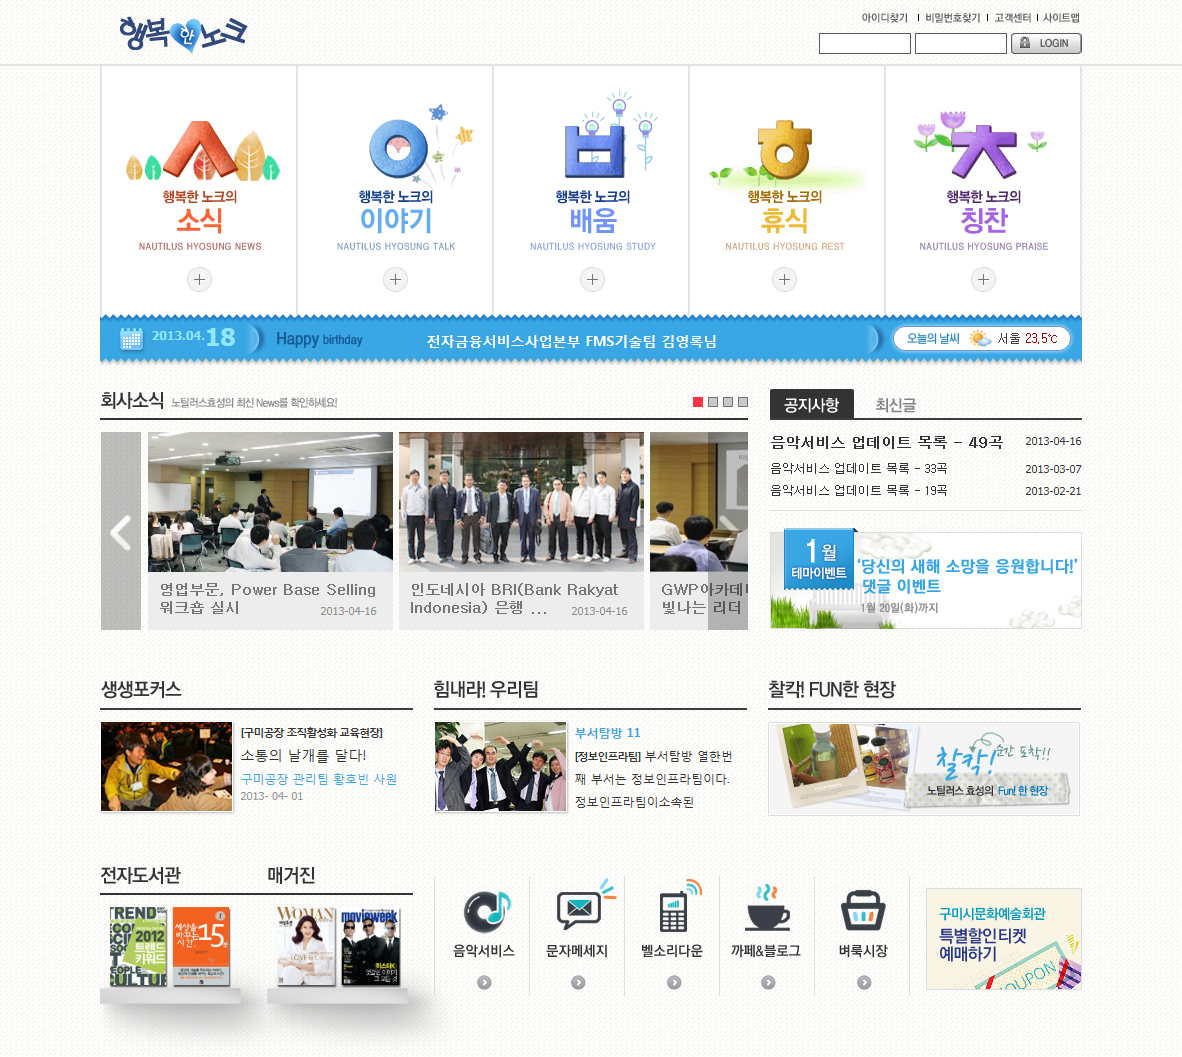 행복 안 노크
아이디찾기 비밀번호찾기 고객센터 사이트맵
LOGIN
행복한 노크의
소식
NAUTILUS HYOSUNG NEWS
행복한 노크의
이야기
NAUTILUS HYOSUNG TALK
행복한 노크의
배움
NAUTILUS HYOSUNG STUDY
행복한 노크의
휴식
NAUTILUS HYOSUNG REST
행복한 노크의
칭찬
NAUTILUS HYOSUNG PRAISE
2013.04.18
Happy birthday
전자금융서비스사업본부 FMS기술팀 김영록님
오늘의 날씨 서울 23.5℃
회사소식 노틸러스효성의 최신 News를 확인하세요!
영업부문, Power Base Selling
워크숍 실시 2013-04-16
인도네시아 BRI(Bank Rakyat
Indonesia) 은행 ... 2013-04-16
GWP아카데미
빛나는 리더
공지사항 최신글
음악서비스 업데이트 목록 - 49곡 2013-04-16
음악서비스 업데이트 목록 - 33곡 2013-03-07
음악서비스 업데이트 목록 - 19곡 2013-02-21
1월
테마이벤트
‘당신의 새해 소망을 응원합니다!’
댓글 이벤트
1월 20일(화)까지
생생포커스
[구미공장 조직활성화 교육현장]
소통의 날개를 달다!
구미공장 관리팀 황호빈 사원
2013- 04- 01
힘내라! 우리팀
부서탐방 11
[정보인프라팀] 부서탐방 열한번
째 부서는 정보인프라팀이다.
정보인프라팀이소속된
찰칵! FUN한 현장
찰칵! 순간 포착!!
노틸러스 효성의 Fun! 한 현장
전자도서관
TREND
2012
트렌드
키워드
세상을
바꾸는
시간 15분
매거진
WOMAN
movieweek
음악서비스
문자메세지
벨소리다운
까페&블로그
벼룩시장
구미시문화예술회관
특별할인티켓
예매하기
COUPON